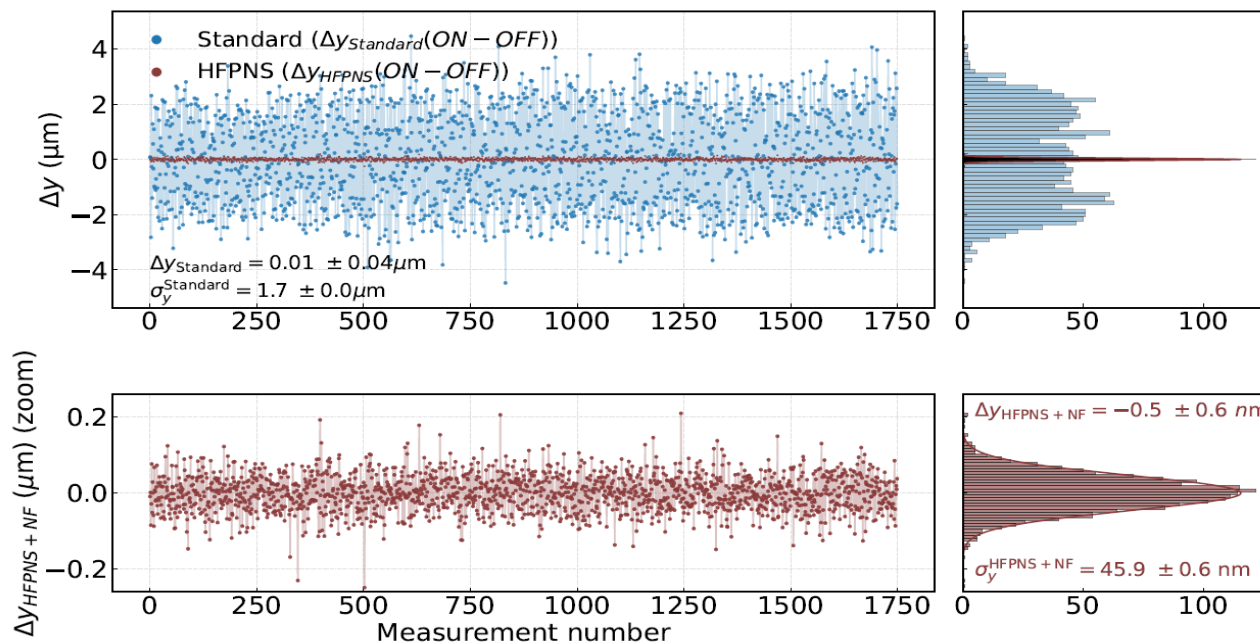 4
2
0
−2
−4
Δy (μm)
Standard (Δy_Standard(ON−OFF))
HFPNS (Δy_HFPNS(ON−OFF))
Δy_Standard = 0.01 ±0.04μm
σ_y^Standard = 1.7 ±0.0μm
0 250 500 750 1000 1250 1500 1750
0 50 100
0.2
0.0
−0.2
Δy_HFPNS+NF (μm) (zoom)
Δy_HFPNS+NF = −0.5 ±0.6 nm
σ_y^HFPNS+NF = 45.9 ±0.6 nm
0 250 500 750 1000 1250 1500 1750
0 50 100
Measurement number